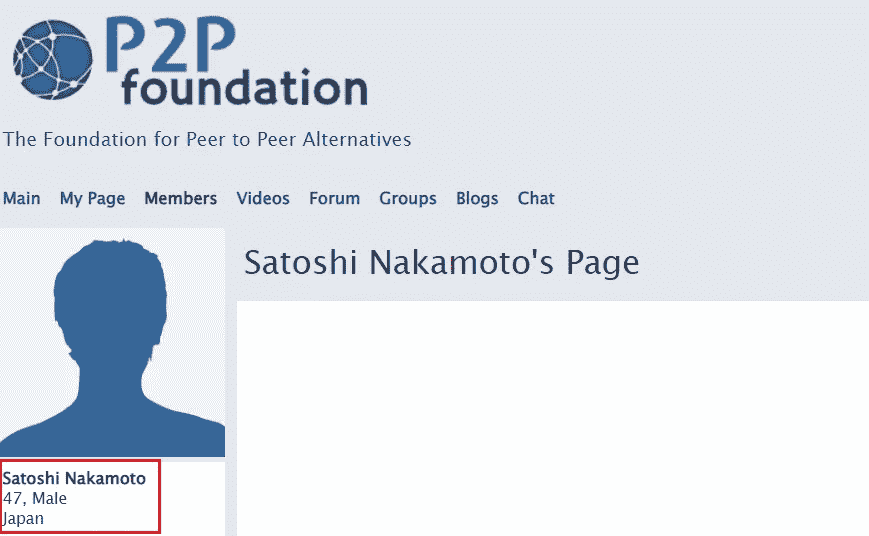 P2P
foundation
The Foundation for Peer to Peer Alternatives
Main My Page Members Videos Forum Groups Blogs Chat
Satoshi Nakamoto's Page
Satoshi Nakamoto
47, Male
Japan